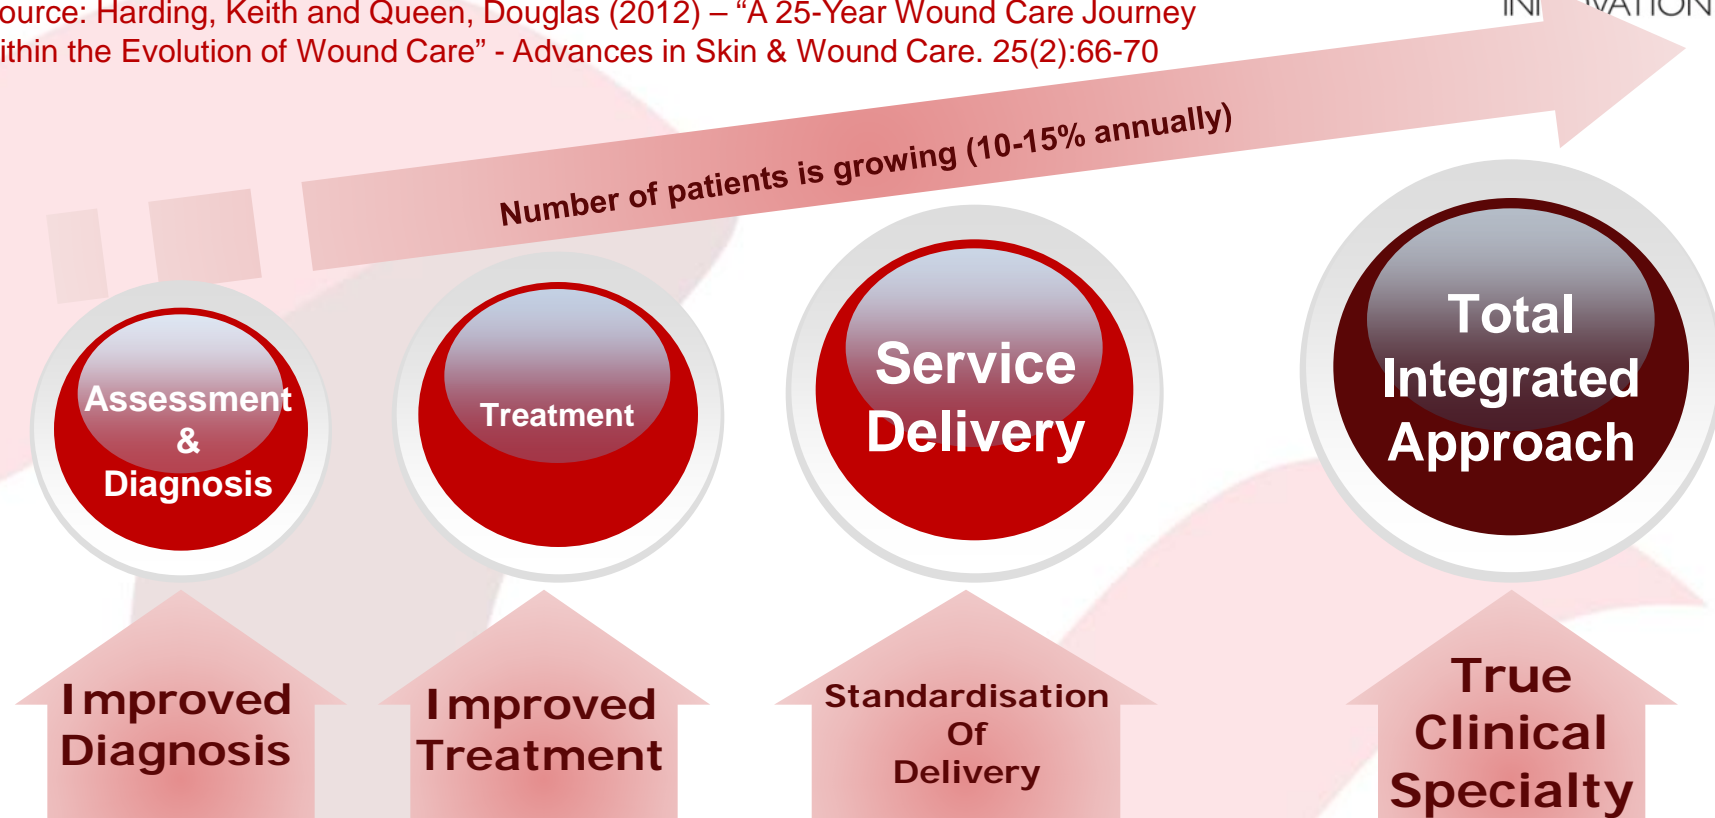 ource: Harding, Keith and Queen, Douglas (2012) – “A 25-Year Wound Care Journey
ithin the Evolution of Wound Care” - Advances in Skin & Wound Care. 25(2):66-70
Number of patients is growing (10-15% annually)
Assessment
&
Diagnosis
Treatment
Service
Delivery
Total
Integrated
Approach
Improved
Diagnosis
Improved
Treatment
Standardisation
Of
Delivery
True
Clinical
Specialty